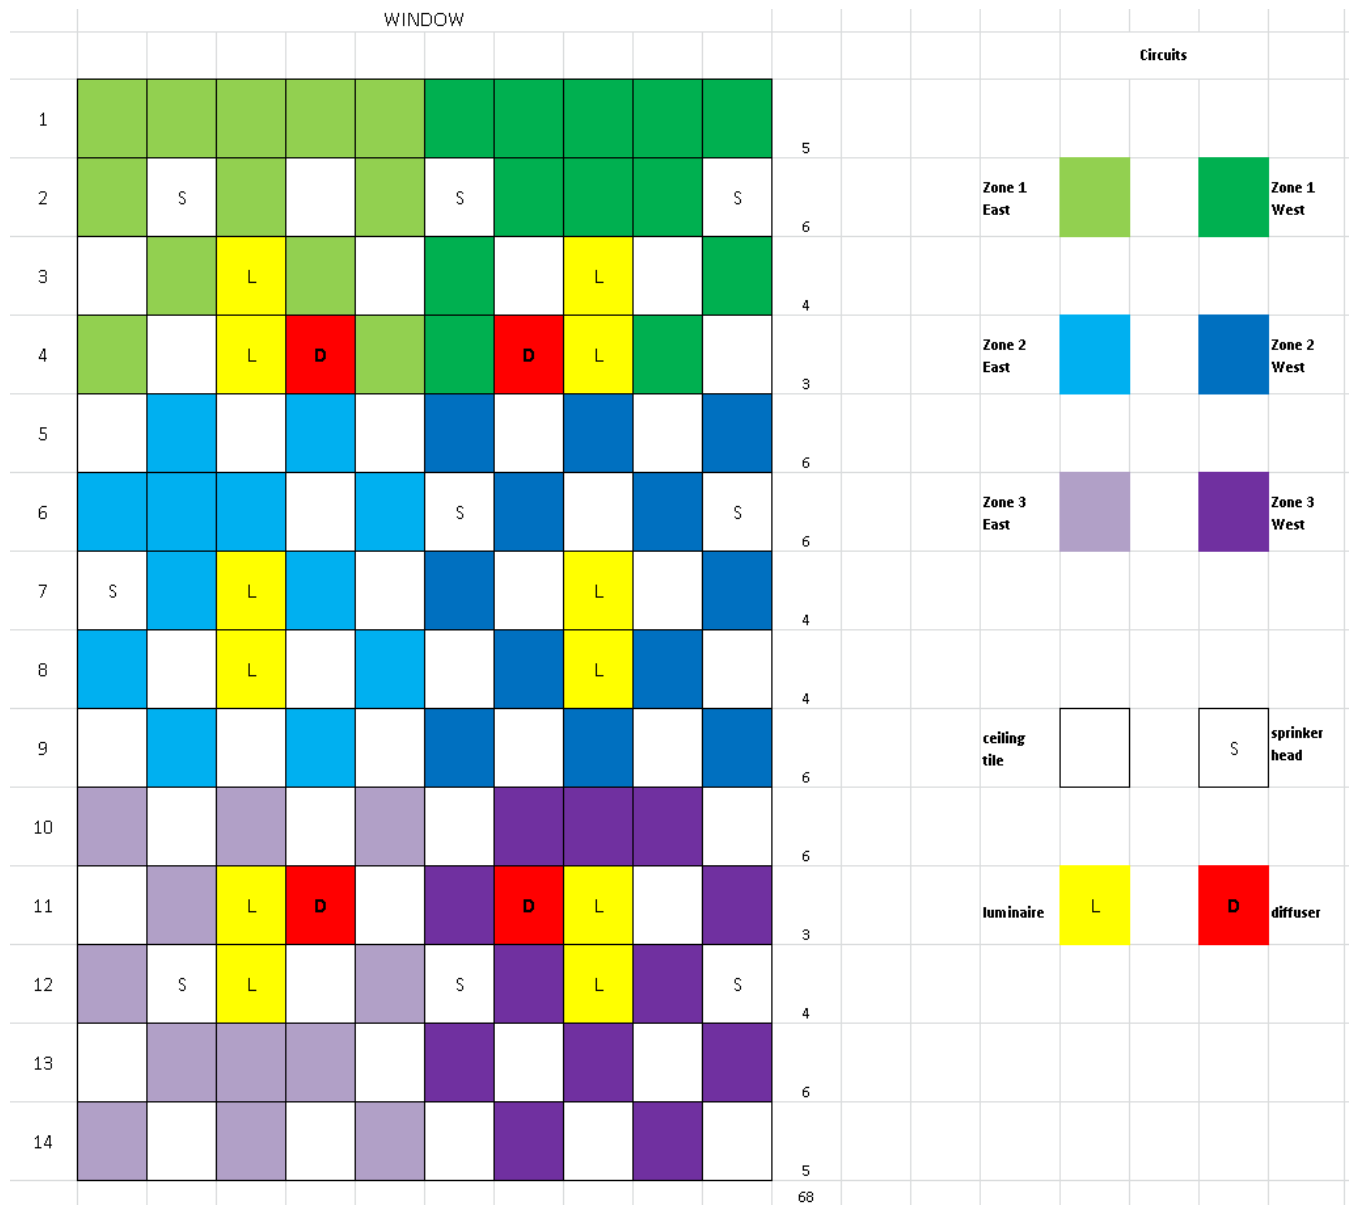 WINDOW
Circuits
1
5
2 S S S
6
Zone 1
East
Zone 1
West
3 L L
4
4 L D D L
3
Zone 2
East
Zone 2
West
5
6
6 S S
6
Zone 3
East
Zone 3
West
7 S L L
4
8 L L
4
9
6
ceiling
tile
S
sprinker
head
10
6
11 L D D L
3
luminaire L D diffuser
12 S L S L S
4
13
6
14
5
68